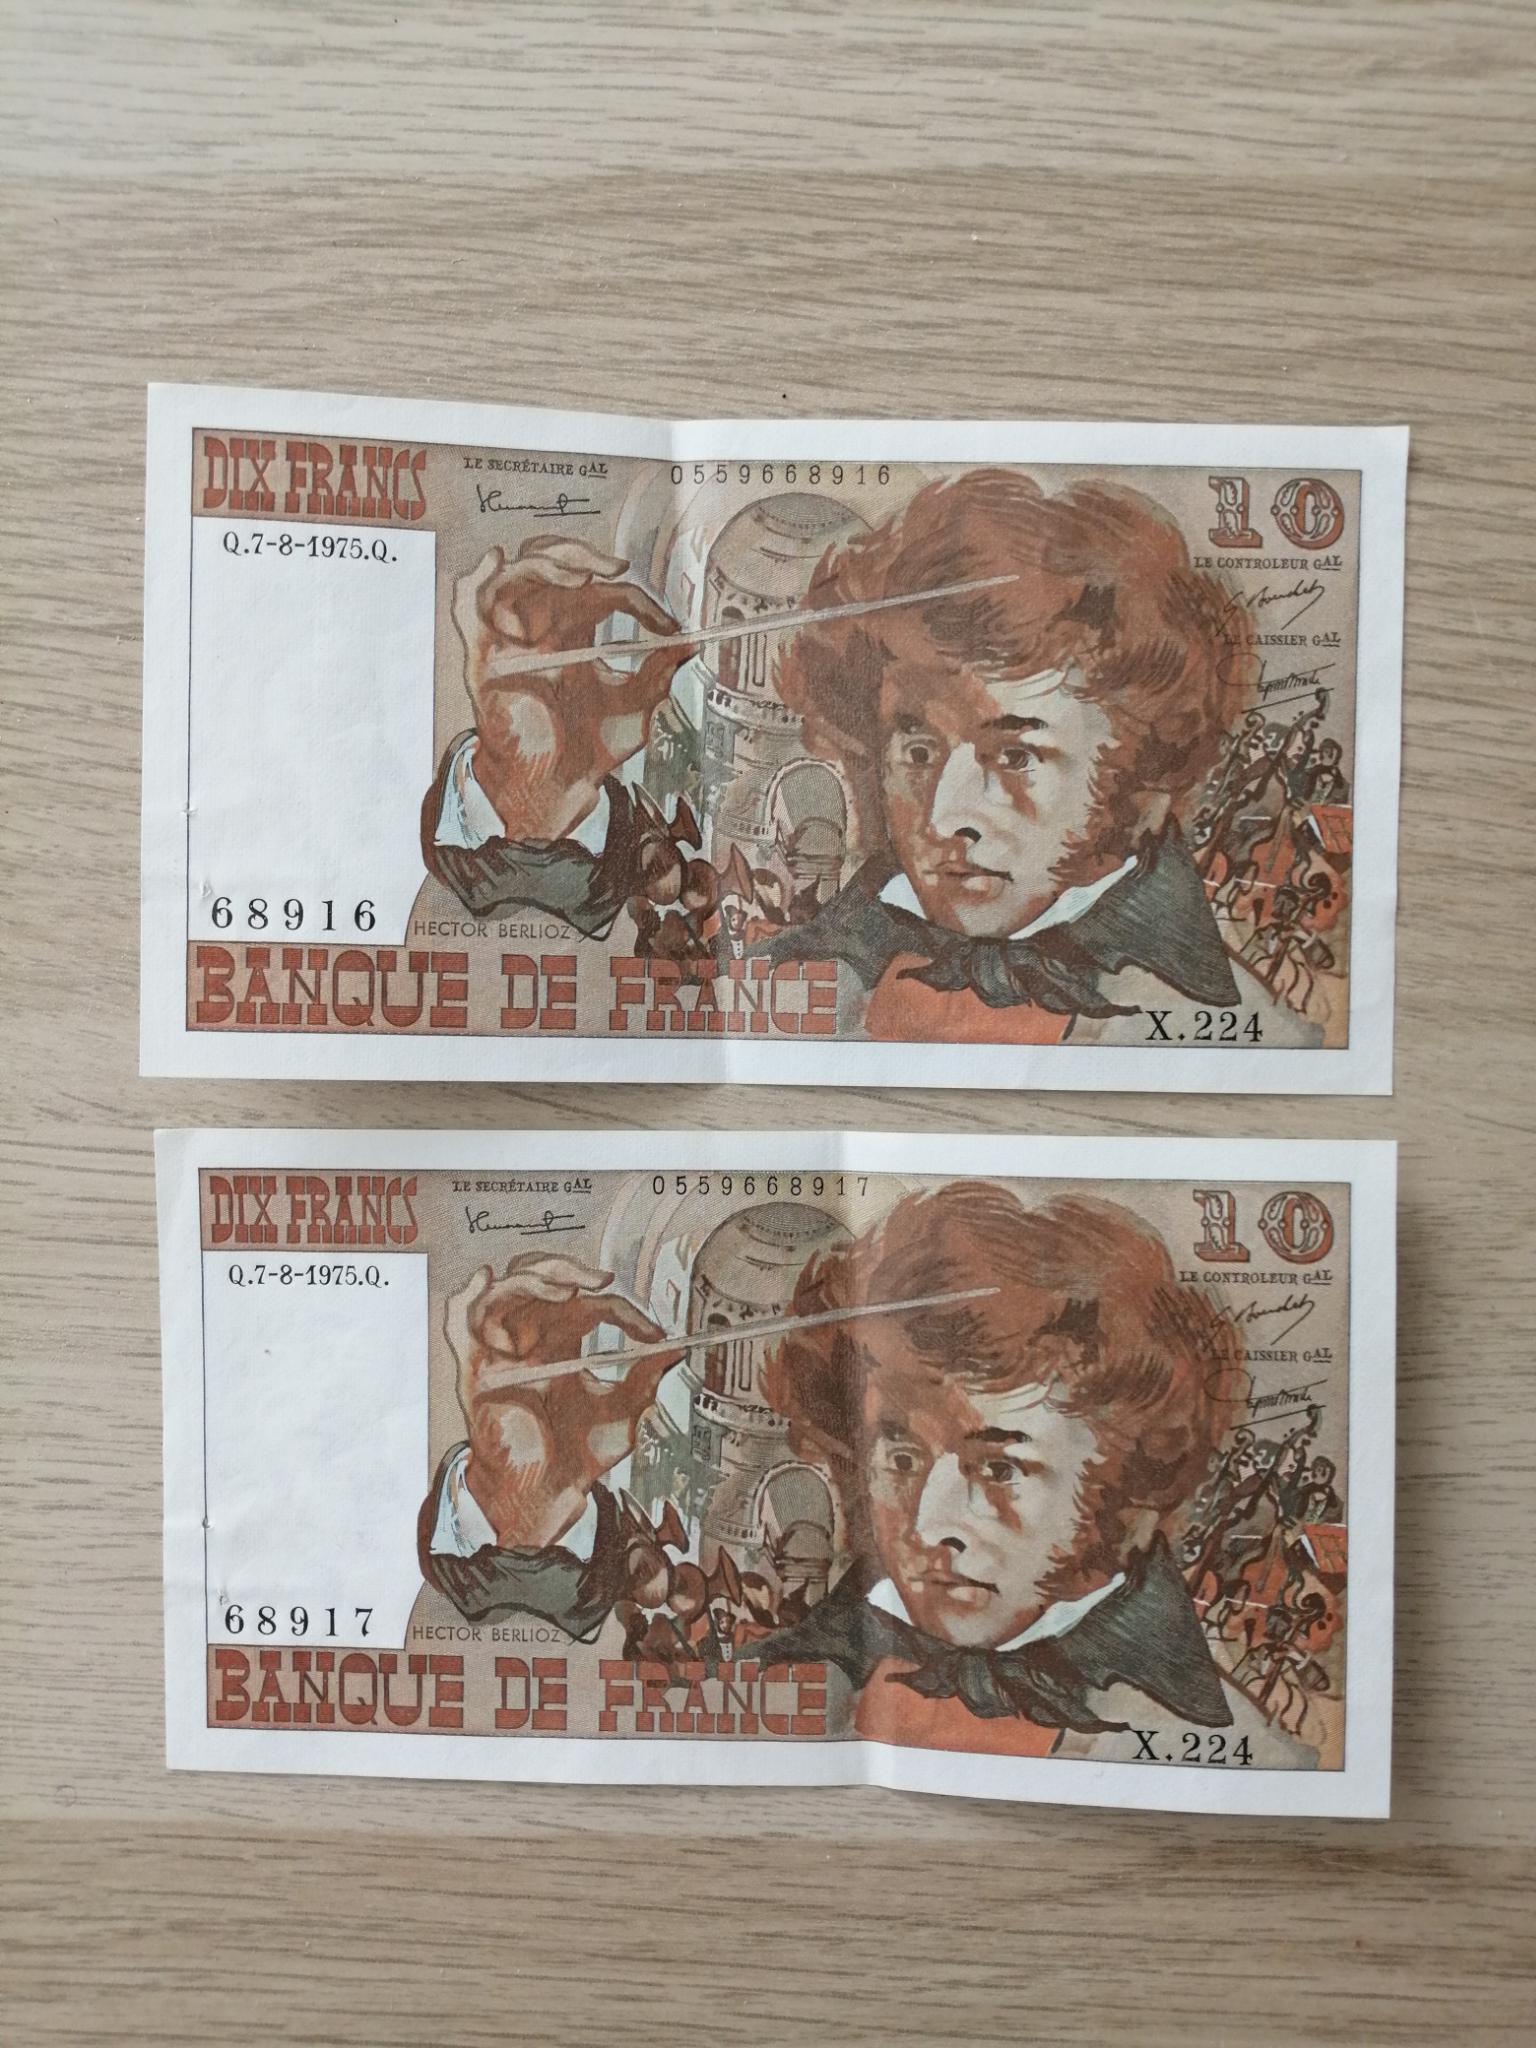 DIX FRANCS
LE SECRÉTAIRE GAL
0559668916
10
Q.7-8-1975.Q.
LE CONTROLEUR GAL
LE CAISSIER GAL
68916
HECTOR BERLIOZ
BANQUE DE FRANCE
X.224
DIX FRANCS
LE SECRÉTAIRE GAL
0559668917
10
Q.7-8-1975.Q.
LE CONTROLEUR GAL
LE CAISSIER GAL
68917
HECTOR BERLIOZ
BANQUE DE FRANCE
X.224